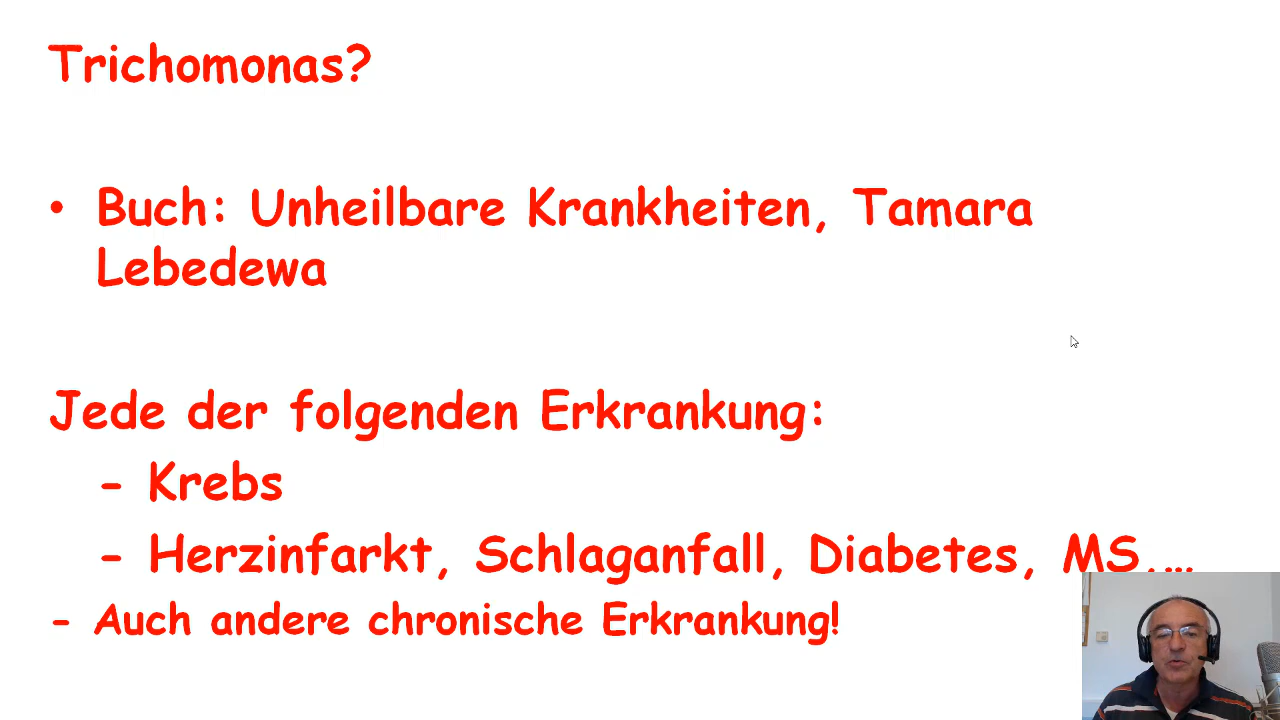 Trichomonas?
• Buch: Unheilbare Krankheiten, Tamara
Lebedewa
Jede der folgenden Erkrankung:
- Krebs
- Herzinfarkt, Schlaganfall, Diabetes, MS,…
- Auch andere chronische Erkrankung!